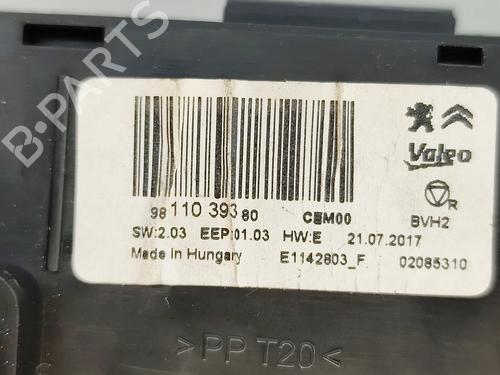 B-PARTS
98 110 393 80 CBM00
SW:2.03 EEP:01.03 HW:E 21.07.2017
Made in Hungary E1142803_F 02085310
Valeo
R
BVH2
>PP T20<